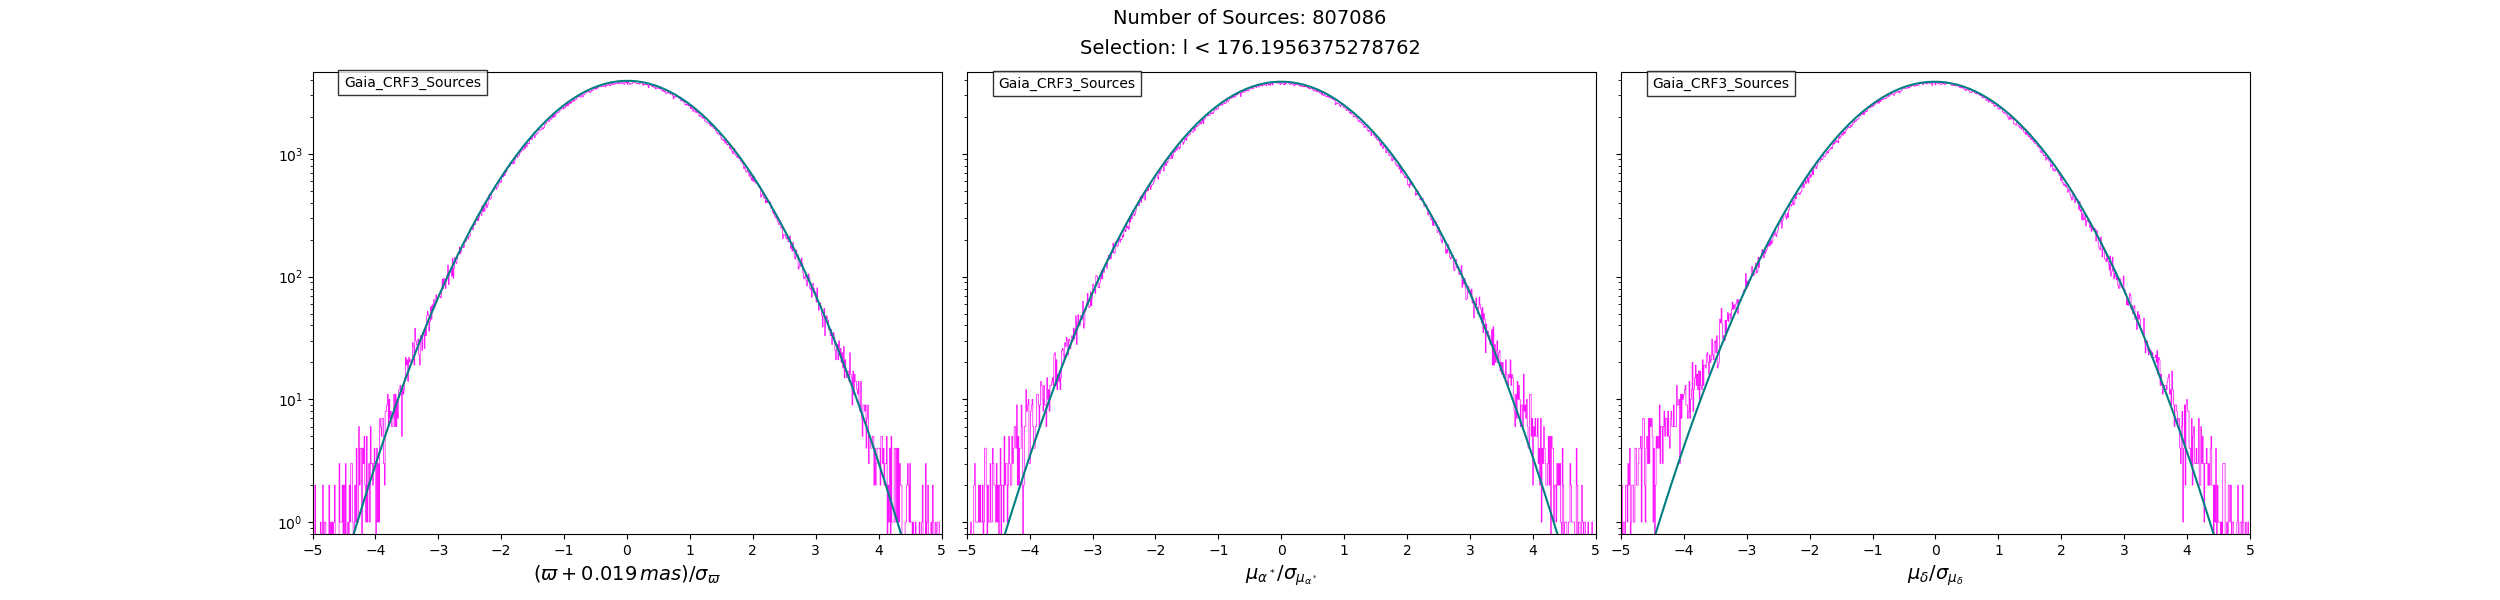 Number of Sources: 807086
Selection: l < 176.1956375278762
Gaia_CRF3_Sources
Gaia_CRF3_Sources
Gaia_CRF3_Sources
10³
10²
10¹
10⁰
−5 −4 −3 −2 −1 0 1 2 3 4 5
−5 −4 −3 −2 −1 0 1 2 3 4 5
−5 −4 −3 −2 −1 0 1 2 3 4 5
(ϖ + 0.019 mas)/σ_ϖ
μ_α*/σ_μ_α*
μ_δ/σ_μ_δ